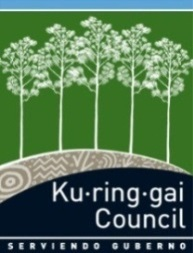 Ku·ring·gai
Council
SERVIENDO GUBERNO